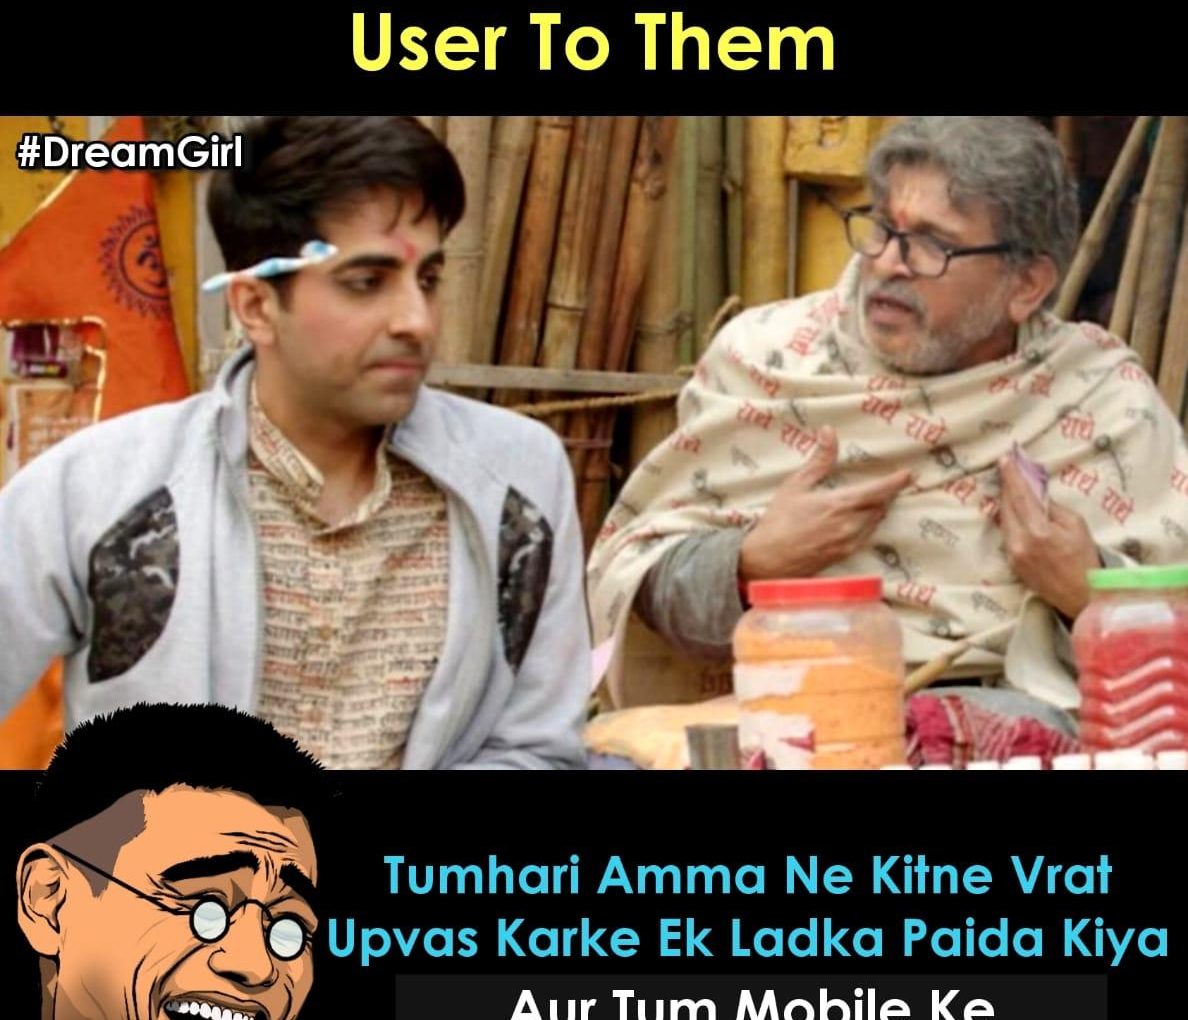 User To Them
#DreamGirl
राधे राधे
राधे राधे
राधे
राधे राधे
राधे
Tumhari Amma Ne Kitne Vrat
Upvas Karke Ek Ladka Paida Kiya
Aur Tum Mobile Ke